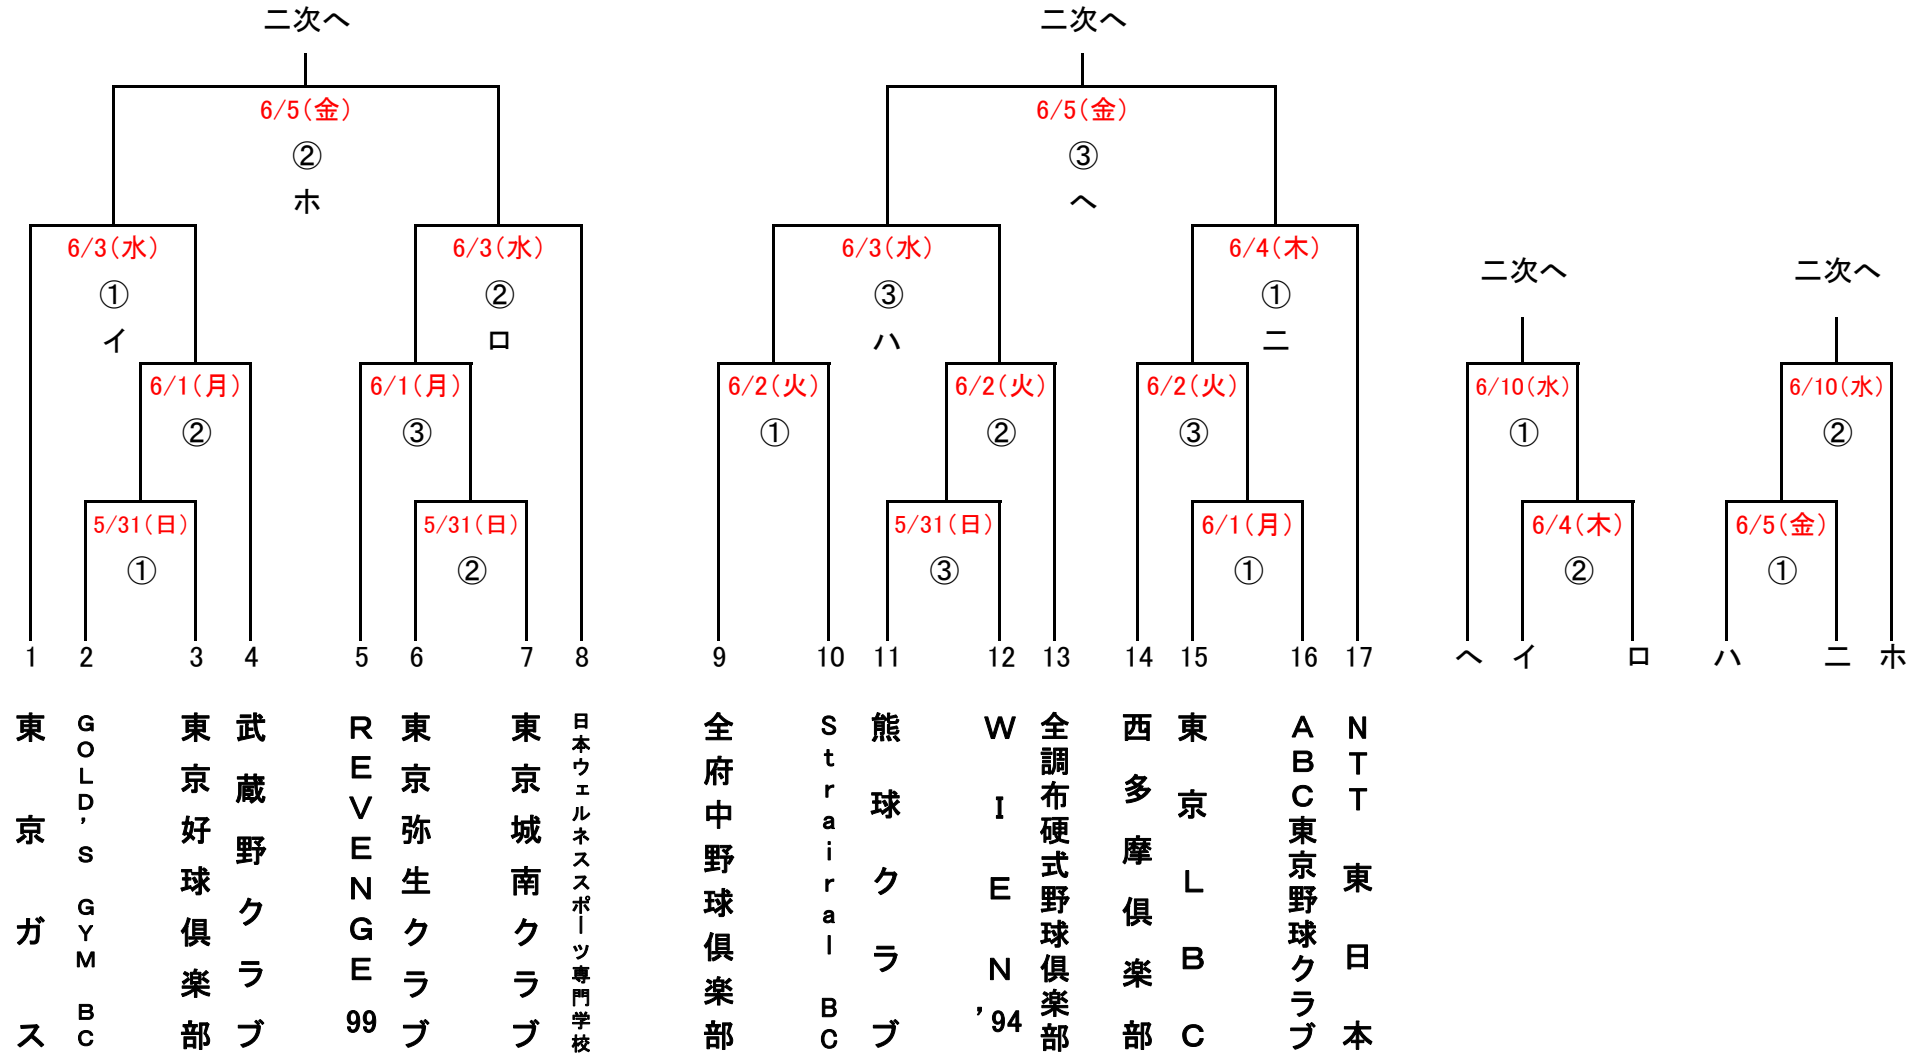 二次へ
二次へ
6/5(金)
6/5(金)
②
③
ホ
へ
6/3(水)
6/3(水)
6/3(水)
6/4(木)
二次へ
二次へ
①
②
③
①
イ
ロ
ハ
ニ
6/1(月)
6/1(月)
6/2(火)
6/2(火)
6/2(火)
6/10(水)
6/10(水)
②
③
①
②
③
①
②
5/31(日)
5/31(日)
5/31(日)
6/1(月)
6/4(木)
6/5(金)
①
②
③
①
②
①
1 2 3 4 5 6 7 8 9 10 11 12 13 14 15 16 17 へ イ ロ ハ ニ ホ
東京ガス
GOLD'S GYM BC
東京好球倶楽部
武蔵野クラブ
REVENGE99
東京弥生クラブ
東京城南クラブ
日本ウェルネススポーツ専門学校
全府中野球倶楽部
Strairal BC
熊球クラブ
WIEN'94
全調布硬式野球倶楽部
西多摩倶楽部
東京LBC
ABC東京野球クラブ
NTT東日本